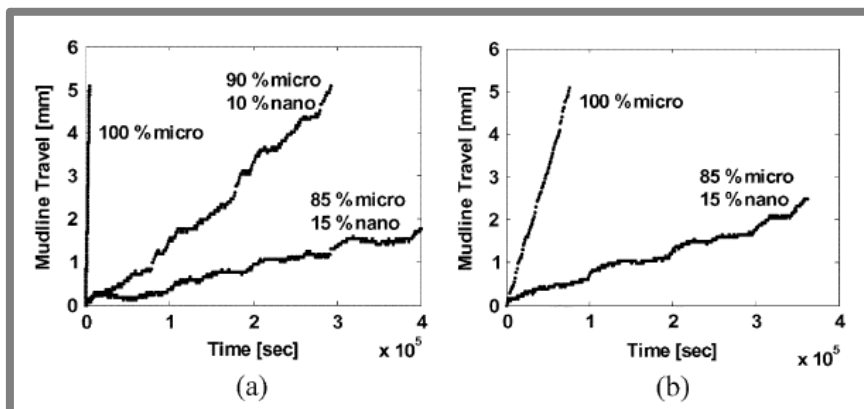 6
5
4
3
2
1
0
Mudline Travel [mm]
100 % micro
90 % micro
10 % nano
85 % micro
15 % nano
0 1 2 3 4
Time [sec]
x 10^5
(a)
6
5
4
3
2
1
0
Mudline Travel [mm]
100 % micro
85 % micro
15 % nano
0 1 2 3 4
Time [sec]
x 10^5
(b)